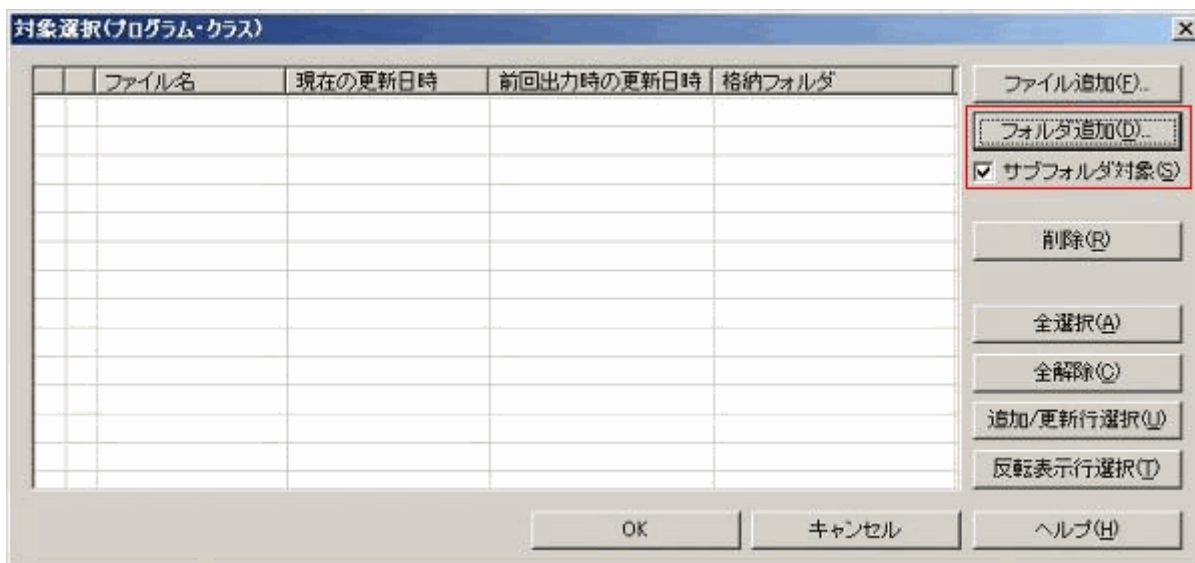 対象選択(プログラム・クラス)
ファイル名 現在の更新日時 前回出力時の更新日時 格納フォルダ
ファイル追加(F)...
フォルダ追加(D)...
サブフォルダ対象(S)
削除(R)
全選択(A)
全解除(C)
追加/更新行選択(U)
反転表示行選択(T)
OK キャンセル ヘルプ(H)